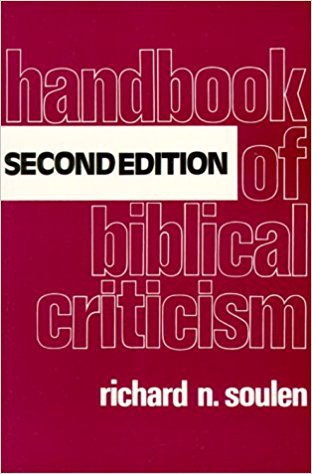 handbook
SECOND EDITION
of
biblical
criticism
richard n. soulen